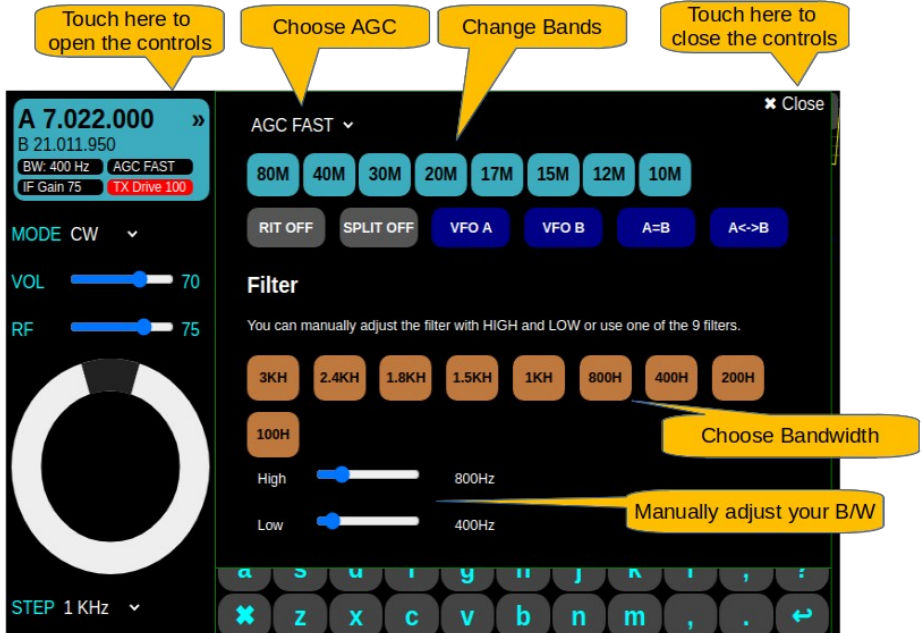 Touch here to
open the controls
Choose AGC
Change Bands
Touch here to
close the controls
A 7.022.000 »
B 21.011.950
BW: 400 Hz AGC FAST
IF Gain 75 TX Drive 100
MODE CW
VOL 70
RF 75
STEP 1 KHz
✖ Close
AGC FAST
80M 40M 30M 20M 17M 15M 12M 10M
RIT OFF SPLIT OFF VFO A VFO B A=B A<->B
Filter
You can manually adjust the filter with HIGH and LOW or use one of the 9 filters.
3KH 2.4KH 1.8KH 1.5KH 1KH 800H 400H 200H
100H
Choose Bandwidth
High 800Hz
Low 400Hz
Manually adjust your B/W
a s d f g h j k l ; ?
✖ z x c v b n m , . ↩